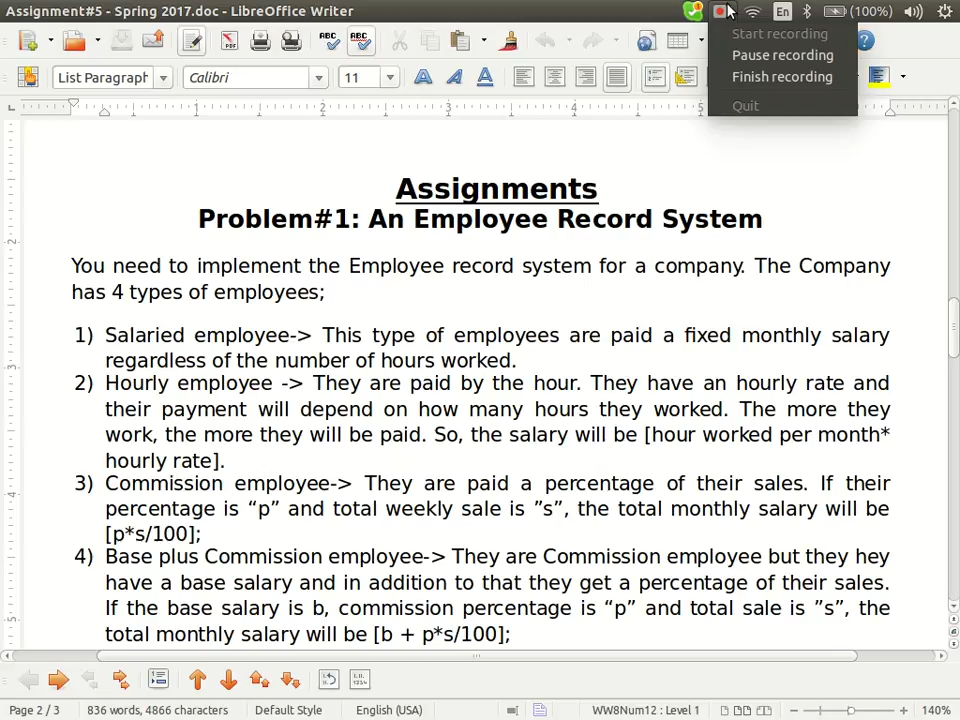 Assignment#5 - Spring 2017.doc - LibreOffice Writer
En
(100%)
Start recording
Pause recording
Finish recording
Quit
List Paragraph
Calibri
11
1
2
3
5
Assignments
Problem#1: An Employee Record System
You need to implement the Employee record system for a company. The Company
has 4 types of employees;
1) Salaried employee-> This type of employees are paid a fixed monthly salary
regardless of the number of hours worked.
2) Hourly employee -> They are paid by the hour. They have an hourly rate and
their payment will depend on how many hours they worked. The more they
work, the more they will be paid. So, the salary will be [hour worked per month*
hourly rate].
3) Commission employee-> They are paid a percentage of their sales. If their
percentage is “p” and total weekly sale is ”s”, the total monthly salary will be
[p*s/100];
4) Base plus Commission employee-> They are Commission employee but they hey
have a base salary and in addition to that they get a percentage of their sales.
If the base salary is b, commission percentage is “p” and total sale is ”s”, the
total monthly salary will be [b + p*s/100];
Page 2 / 3
836 words, 4866 characters
Default Style
English (USA)
WW8Num12 : Level 1
140%